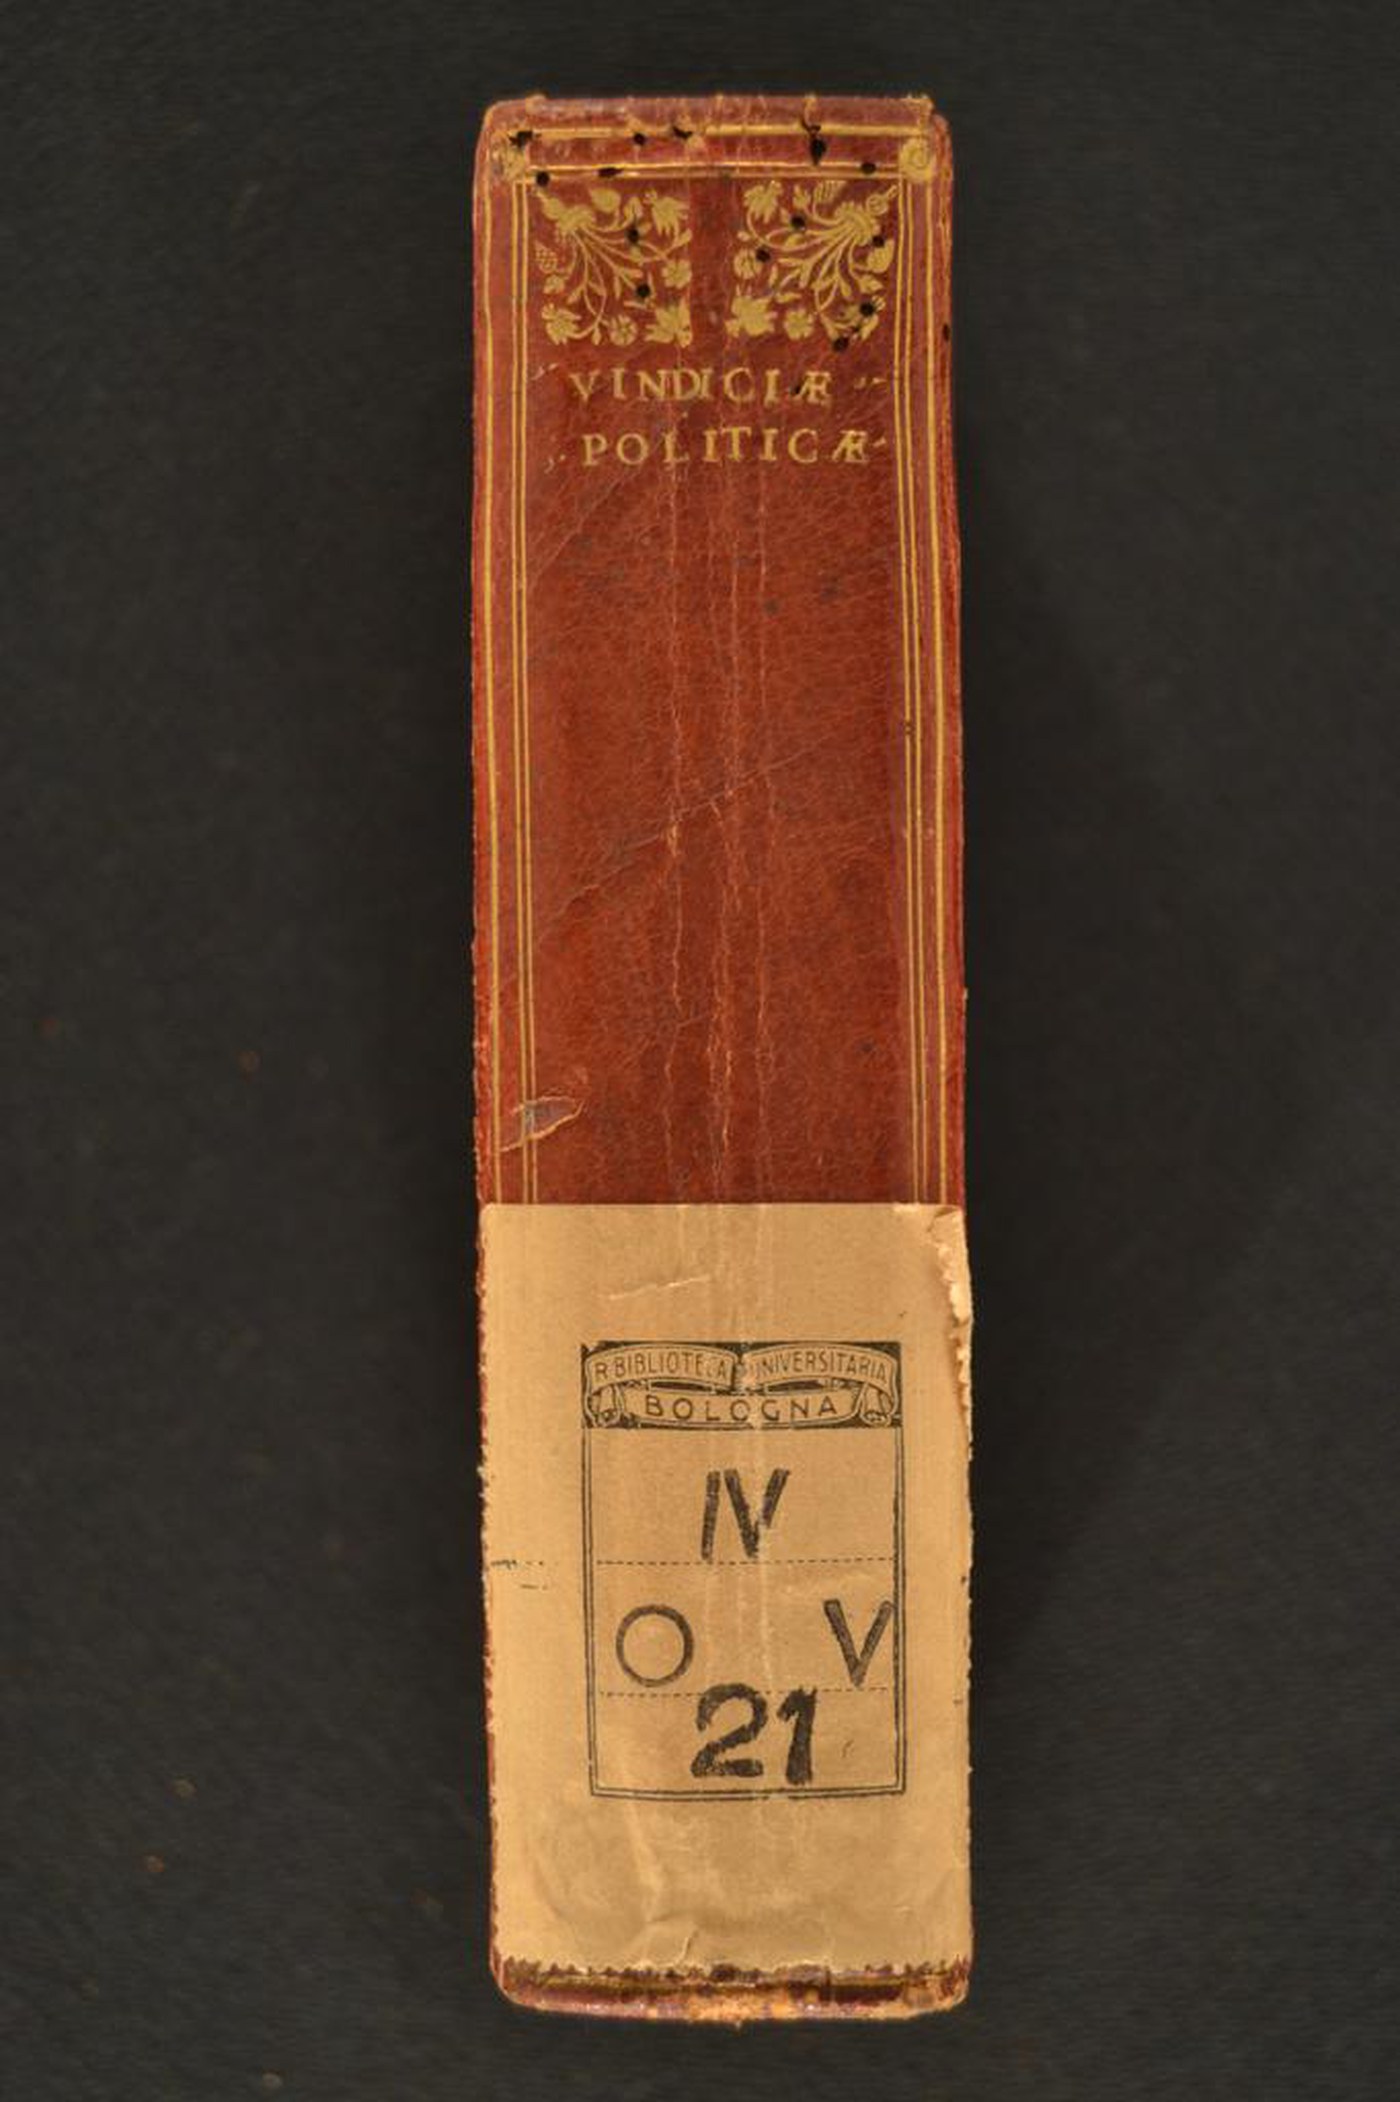 VINDICIÆ
POLITICÆ
R. BIBLIOTECA UNIVERSITARIA
BOLOGNA
IV
O V
21